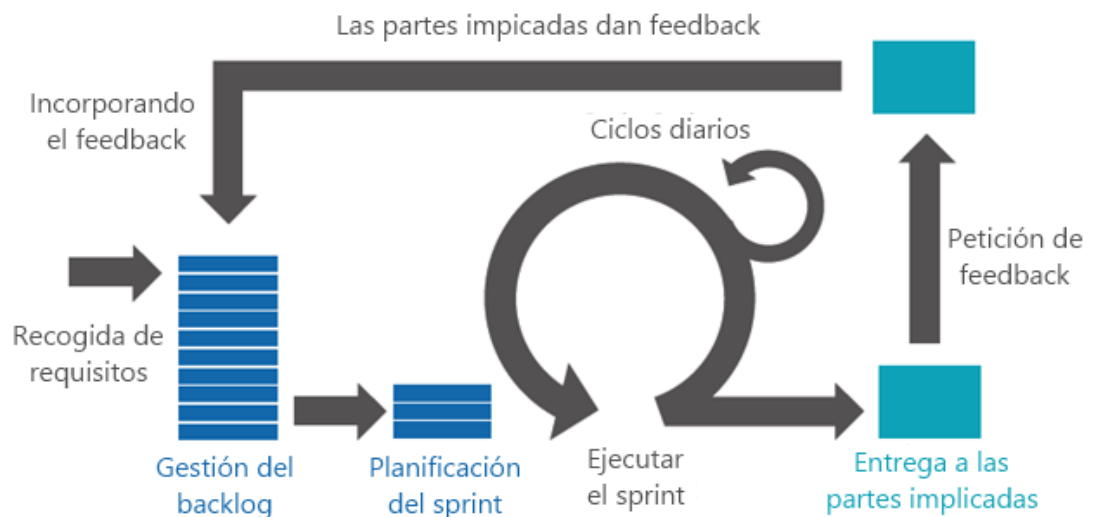 Las partes impicadas dan feedback
Incorporando
el feedback
Ciclos diarios
Petición de
feedback
Recogida de
requisitos
Gestión del
backlog
Planificación
del sprint
Ejecutar
el sprint
Entrega a las
partes implicadas